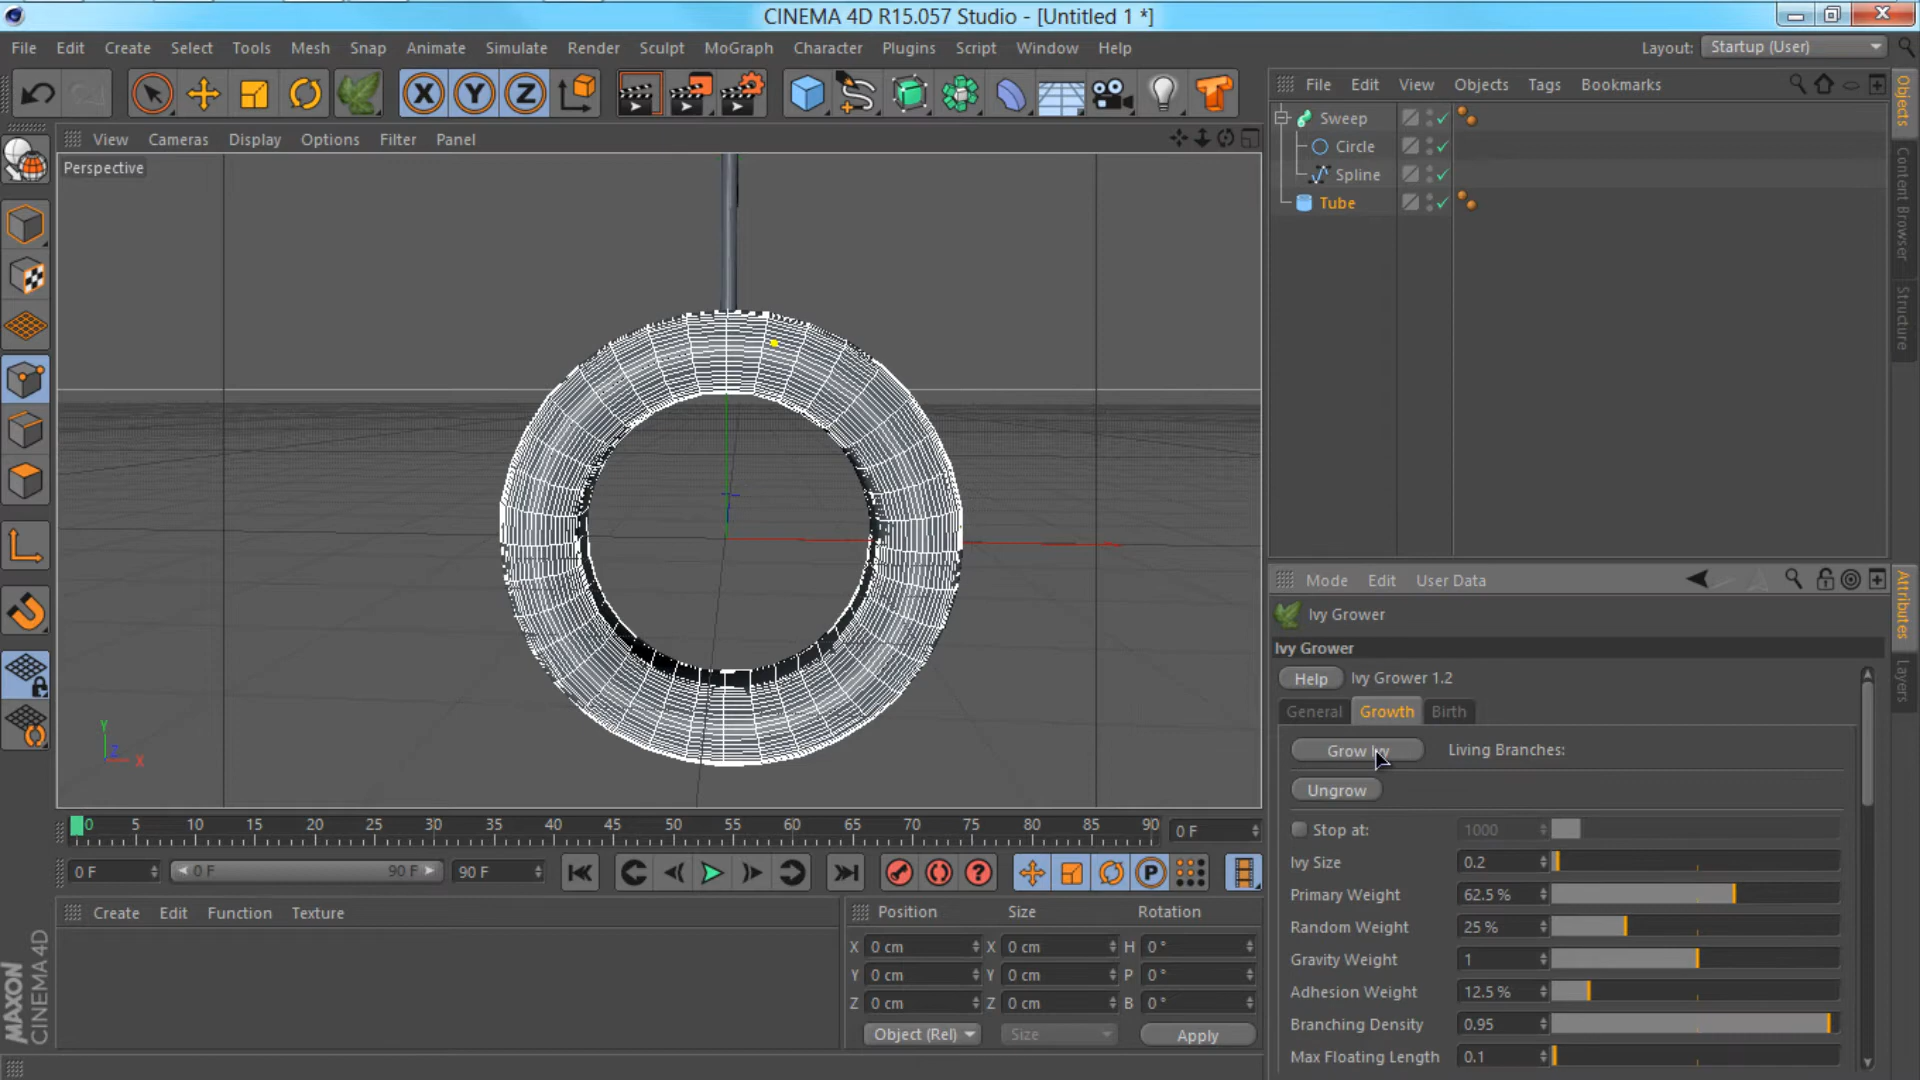 CINEMA 4D R15.057 Studio - [Untitled 1 *]
File Edit Create Select Tools Mesh Snap Animate Simulate Render Sculpt MoGraph Character Plugins Script Window Help
Layout: Startup (User)
File Edit View Objects Tags Bookmarks
View Cameras Display Options Filter Panel
Perspective
Sweep
Circle
Spline
Tube
Objects
Content Browser
Structure
Mode Edit User Data
Ivy Grower
Ivy Grower
Help Ivy Grower 1.2
General Growth Birth
Grow Ivy Living Branches:
Ungrow
Stop at: 1000
Ivy Size 0.2
Primary Weight 62.5 %
Random Weight 25 %
Gravity Weight 1
Adhesion Weight 12.5 %
Branching Density 0.95
Max Floating Length 0.1
Attributes
Layers
Y
Z
X
0 5 10 15 20 25 30 35 40 45 50 55 60 65 70 75 80 85 90 0 F
0 F 0 F 90 F 90 F
Create Edit Function Texture
Position Size Rotation
X 0 cm X 0 cm H 0 °
Y 0 cm Y 0 cm P 0 °
Z 0 cm Z 0 cm B 0 °
Object (Rel) Size Apply
MAXON
CINEMA 4D